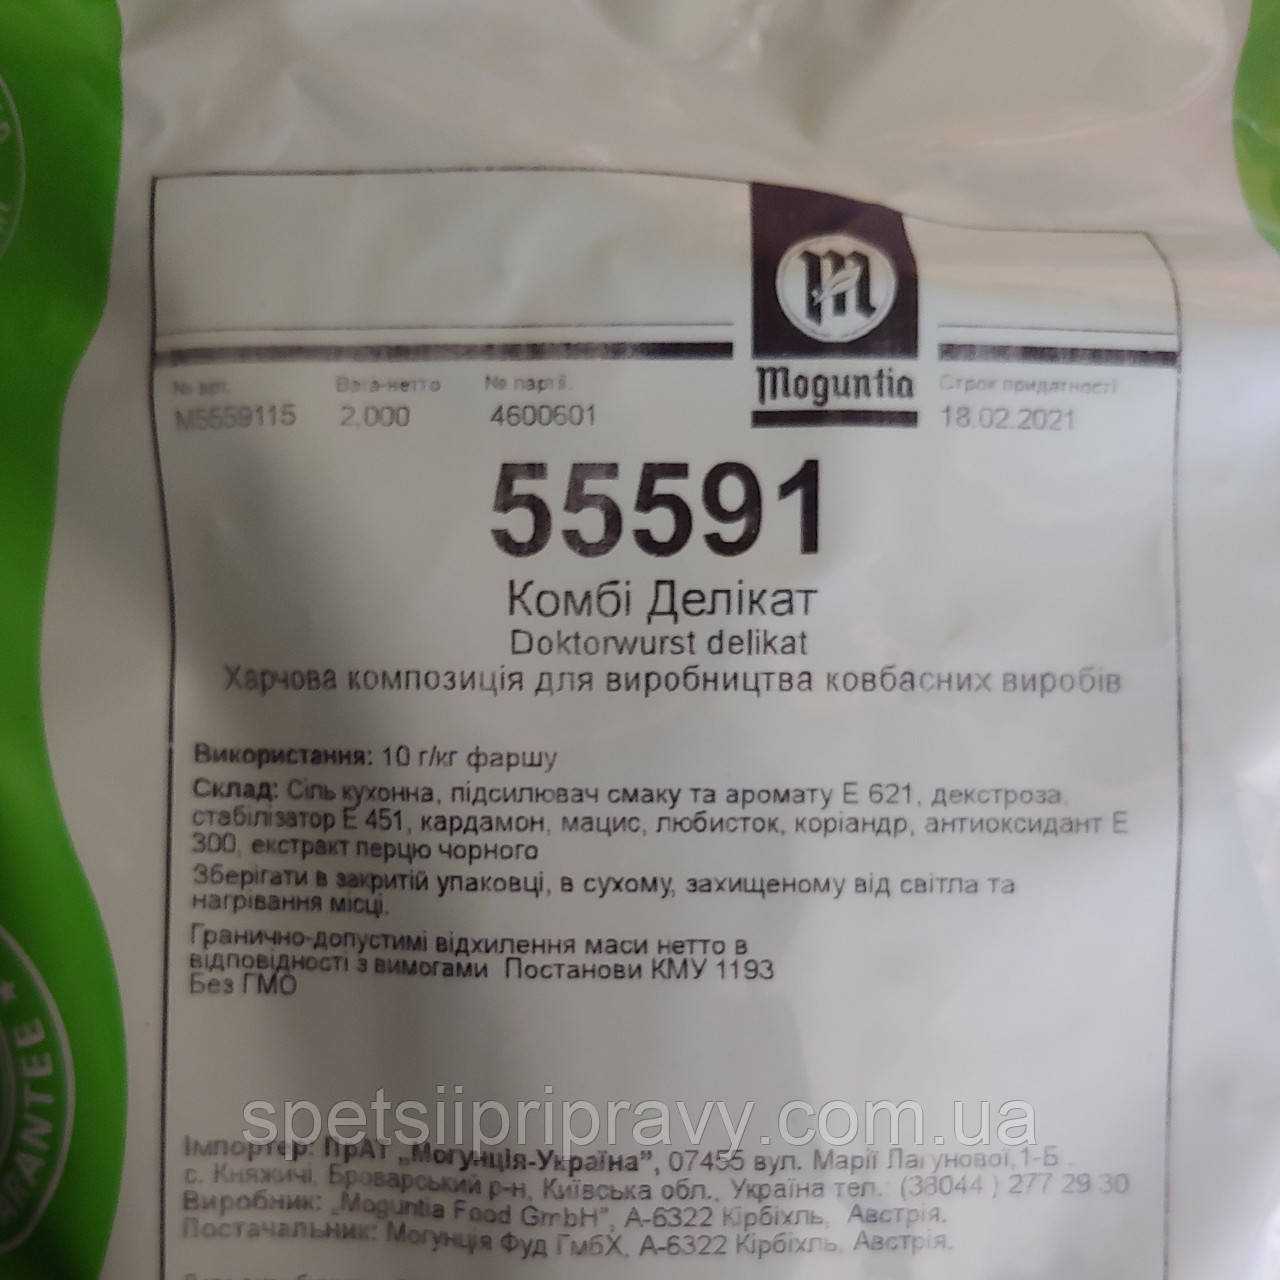 Moguntia
№ арт. Вага-нетто № партії. Строк придатності
M5559115 2,000 4600601 18.02.2021
55591
Комбі Делікат
Doktorwurst delikat
Харчова композиція для виробництва ковбасних виробів
Використання: 10 г/кг фаршу
Склад: Сіль кухонна, підсилювач смаку та аромату Е 621, декстроза,
стабілізатор Е 451, кардамон, мацис, любисток, коріандр, антиоксидант Е
300, екстракт перцю чорного
Зберігати в закритій упаковці, в сухому, захищеному від світла та
нагрівання місці.
Гранично-допустимі відхилення маси нетто в
відповідності з вимогами Постанови КМУ 1193
Без ГМО
spetsiipripravy.com.ua
Імпортер: ПрАТ „Могунція-Україна”, 07455 вул. Марії Лагунової,1-Б .
с. Княжичі, Броварський р-н, Київська обл., Україна тел.: (38044 ) 277 29 30
Виробник: „Moguntia Food GmbH”, А-6322 Кірбіхль, Австрія.
Постачальник: Могунція Фуд ГмбХ, А-6322 Кірбіхль, Австрія.
RANTEE